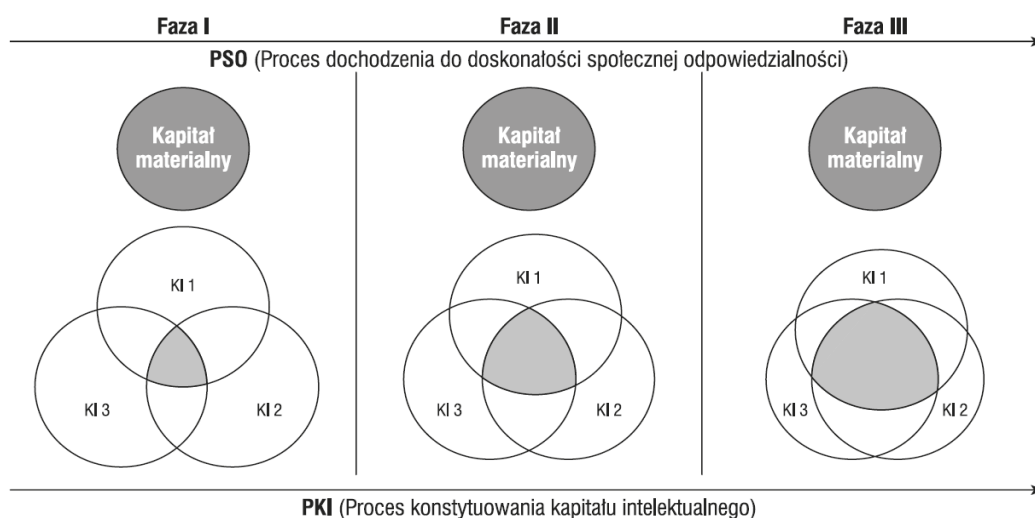 Faza I Faza II Faza III
PSO (Proces dochodzenia do doskonałości społecznej odpowiedzialności)
Kapitał Kapitał Kapitał
materialny materialny materialny
KI 1 KI 1 KI 1
KI 3 KI 2 KI 3 KI 2 KI 3 KI 2
PKI (Proces konstytuowania kapitału intelektualnego)